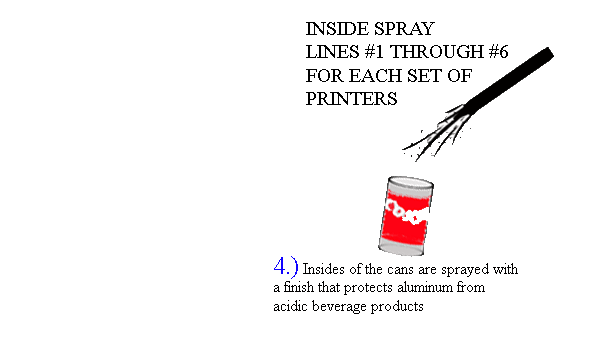 INSIDE SPRAY
LINES #1 THROUGH #6
FOR EACH SET OF
PRINTERS
COKE
4.) Insides of the cans are sprayed with
a finish that protects aluminum from
acidic beverage products